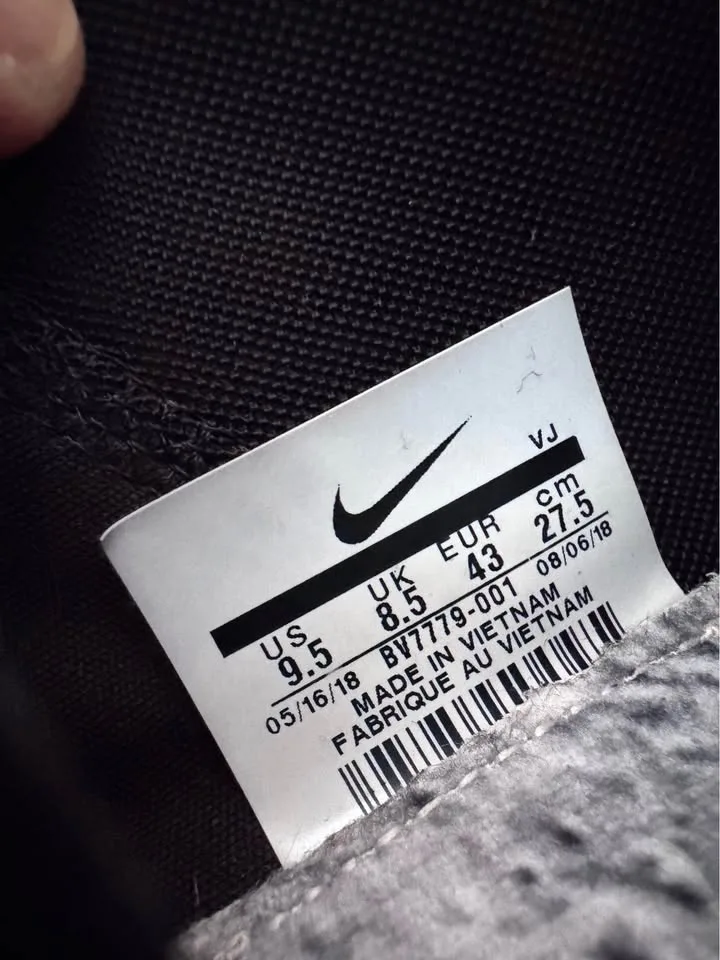 VJ
US UK EUR cm
9.5 8.5 43 27.5
05/16/18 BV7779-001 08/06/18
MADE IN VIETNAM
FABRIQUE AU VIETNAM